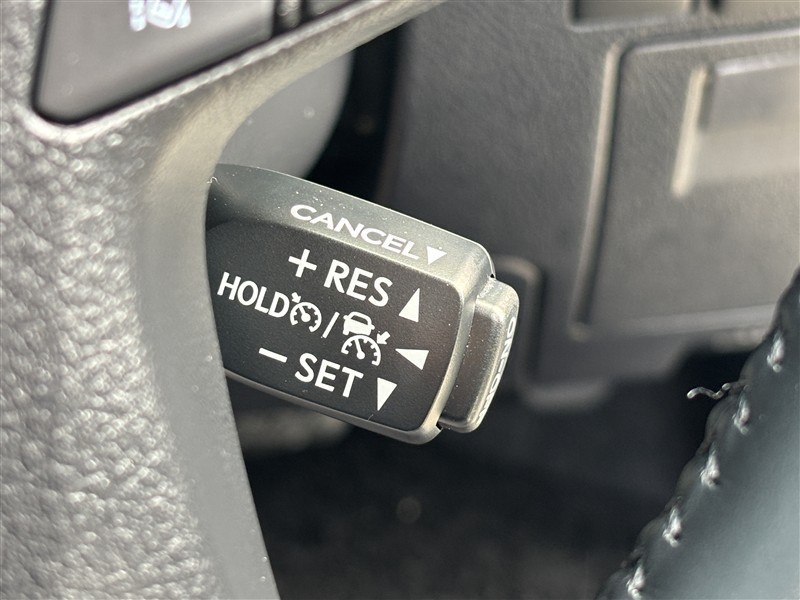 CANCEL▼
+ RES ▲
HOLD / ◀
− SET ▼